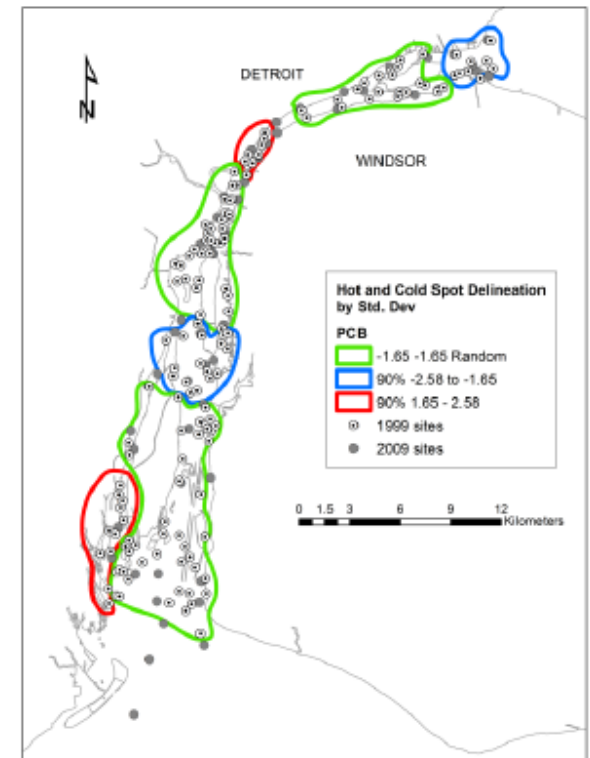 N
DETROIT
WINDSOR
Hot and Cold Spot Delineation
by Std. Dev
PCB
-1.65 -1.65 Random
90% -2.58 to -1.65
90% 1.65 - 2.58
1999 sites
2009 sites
0 1.5 3 6 9 12
Kilometers